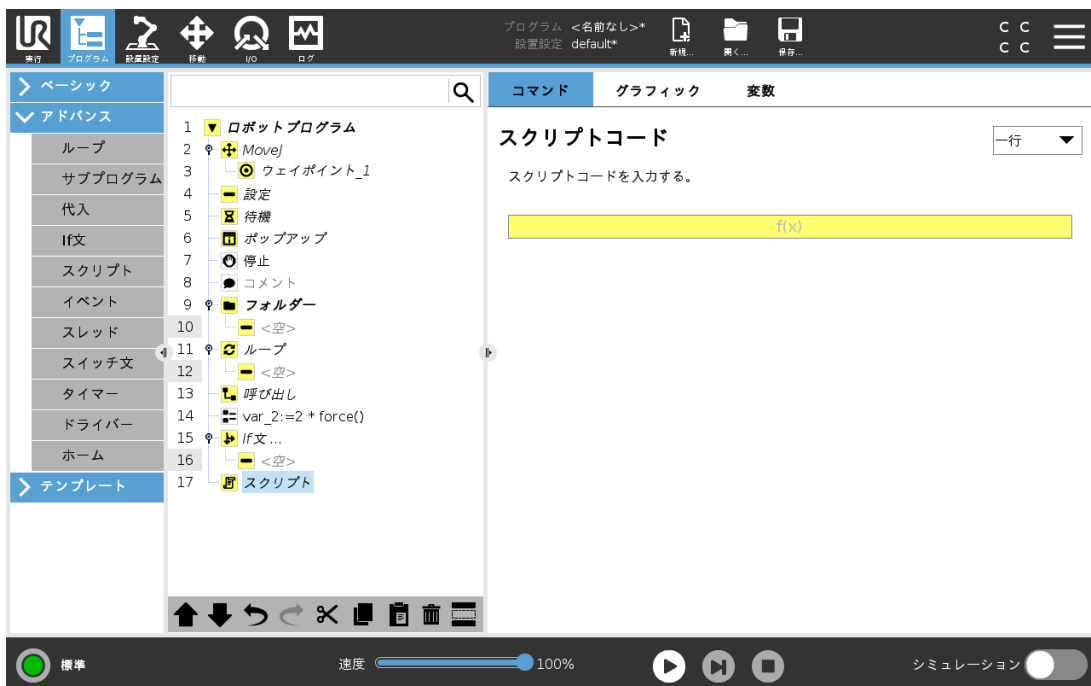 UR
実行
プログラム
設置設定
移動
I/O
ログ
プログラム <名前なし>*
設置設定 default*
新規...
開く...
保存...
C C
C C
ベーシック
アドバンス
ループ
サブプログラム
代入
If文
スクリプト
イベント
スレッド
スイッチ文
タイマー
ドライバー
ホーム
テンプレート
1 ロボットプログラム
2 MoveJ
3 ウェイポイント_1
4 設定
5 待機
6 ポップアップ
7 停止
8 コメント
9 フォルダー
10 <空>
11 ループ
12 <空>
13 呼び出し
14 var_2:=2 * force()
15 If文 ...
16 <空>
17 スクリプト
コマンド グラフィック 変数
スクリプトコード
一行
スクリプトコードを入力する。
f(x)
標準
速度
100%
シミュレーション